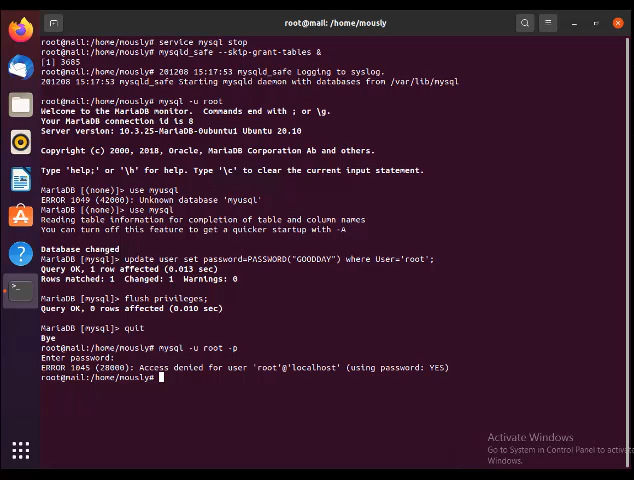 root@mail: /home/mously
root@mail:/home/mously# service mysql stop
root@mail:/home/mously# mysqld_safe --skip-grant-tables &
[1] 3685
root@mail:/home/mously# 201208 15:17:53 mysqld_safe Logging to syslog.
201208 15:17:53 mysqld_safe Starting mysqld daemon with databases from /var/lib/mysql
root@mail:/home/mously# mysql -u root
Welcome to the MariaDB monitor.  Commands end with ; or \g.
Your MariaDB connection id is 8
Server version: 10.3.25-MariaDB-0ubuntu1 Ubuntu 20.10
Copyright (c) 2000, 2018, Oracle, MariaDB Corporation Ab and others.
Type 'help;' or '\h' for help. Type '\c' to clear the current input statement.
MariaDB [(none)]> use myusql
ERROR 1049 (42000): Unknown database 'myusql'
MariaDB [(none)]> use mysql
Reading table information for completion of table and column names
You can turn off this feature to get a quicker startup with -A
Database changed
MariaDB [mysql]> update user set password=PASSWORD("GOODDAY") where User='root';
Query OK, 1 row affected (0.013 sec)
Rows matched: 1  Changed: 1  Warnings: 0
MariaDB [mysql]> flush privileges;
Query OK, 0 rows affected (0.010 sec)
MariaDB [mysql]> quit
Bye
root@mail:/home/mously# mysql -u root -p
Enter password:
ERROR 1045 (28000): Access denied for user 'root'@'localhost' (using password: YES)
root@mail:/home/mously#
Activate Windows
Go to System in Control Panel to activate
Windows.